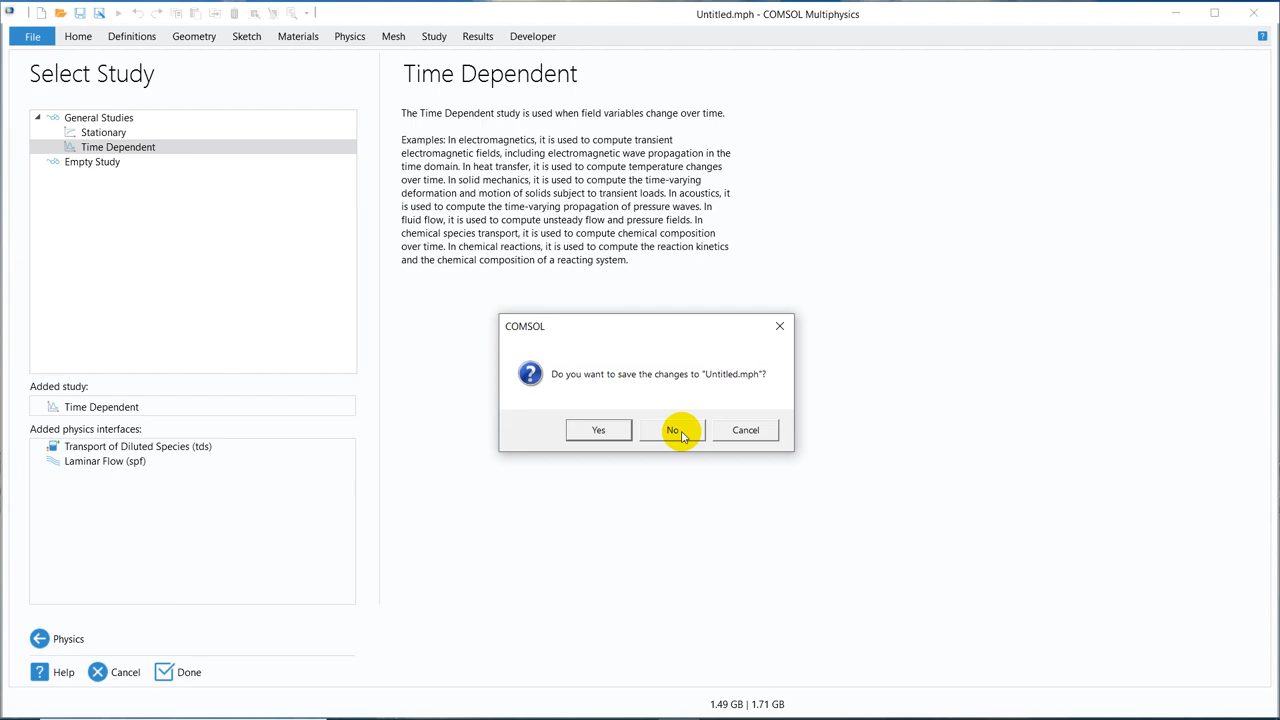 Untitled.mph - COMSOL Multiphysics
File Home Definitions Geometry Sketch Materials Physics Mesh Study Results Developer ?
Select Study
General Studies
Stationary
Time Dependent
Empty Study
Added study:
Time Dependent
Added physics interfaces:
Transport of Diluted Species (tds)
Laminar Flow (spf)
Physics
? Help Cancel Done
Time Dependent
The Time Dependent study is used when field variables change over time.
Examples: In electromagnetics, it is used to compute transient
electromagnetic fields, including electromagnetic wave propagation in the
time domain. In heat transfer, it is used to compute temperature changes
over time. In solid mechanics, it is used to compute the time-varying
deformation and motion of solids subject to transient loads. In acoustics, it
is used to compute the time-varying propagation of pressure waves. In
fluid flow, it is used to compute unsteady flow and pressure fields. In
chemical species transport, it is used to compute chemical composition
over time. In chemical reactions, it is used to compute the reaction kinetics
and the chemical composition of a reacting system.
COMSOL
? Do you want to save the changes to "Untitled.mph"?
Yes No Cancel
1.49 GB | 1.71 GB